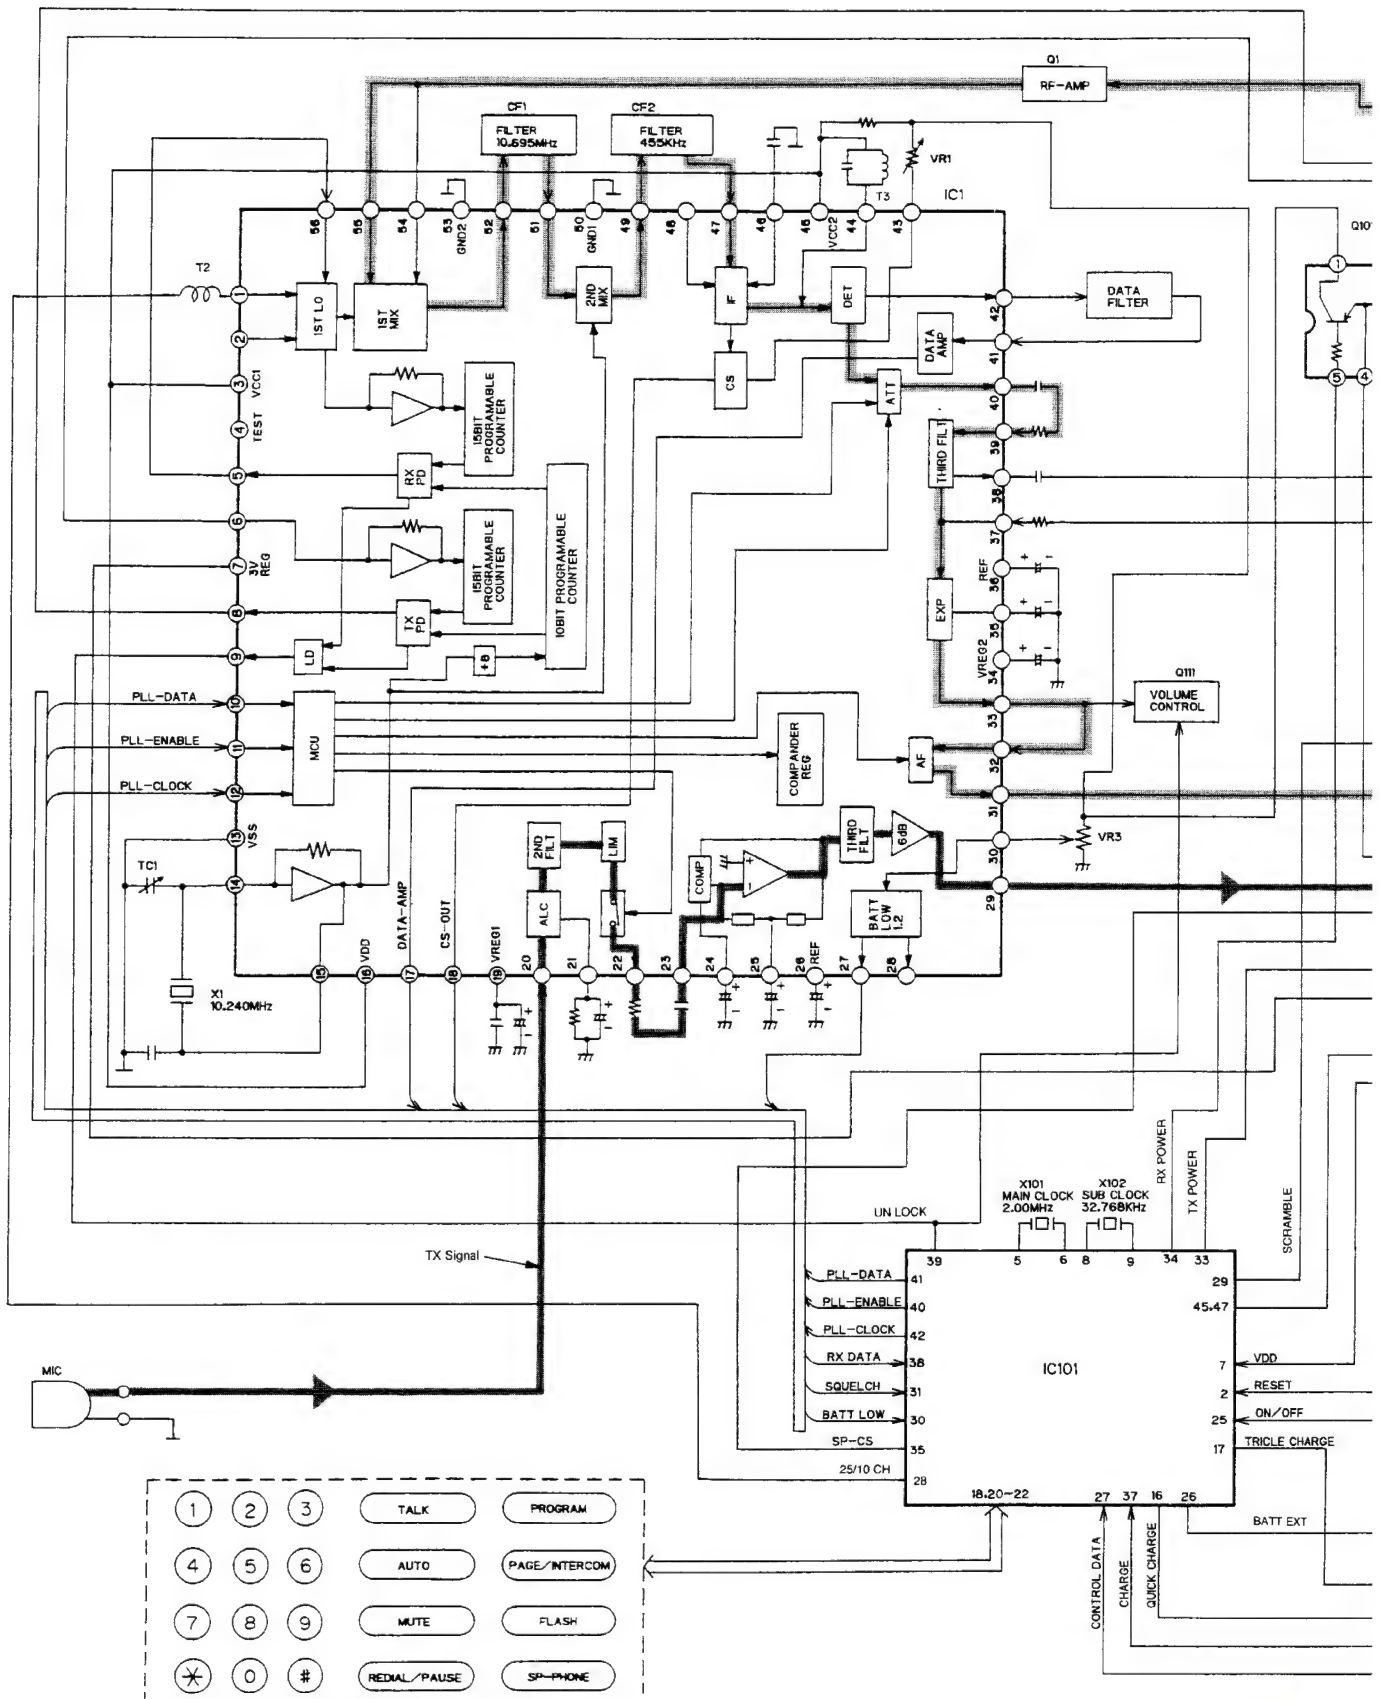 Q1
RF-AMP
CF1
FILTER
10.695MHz
CF2
FILTER
455KHz
VR1
T3
IC1
Q10
56
55
54
53
GND2
52
51
50
GND1
49
48
47
46
45
VCC2
44
43
T2
1
2
3
VCC1
4
TEST
5
6
7
3V
REG
8
9
10
11
12
13
VSS
14
1ST LO
1ST
MIX
2ND
MIX
IF
DET
CS
DATA
AMP
ATT
DATA
FILTER
42
41
40
39
38
37
36
REF
35
34
VREG2
33
32
31
30
29
1
5
4
15BIT
PROGRAMABLE
COUNTER
RX
PD
15BIT
PROGRAMABLE
COUNTER
TX
PD
10BIT PROGRAMABLE
COUNTER
LD
÷8
THIRD FILT
EXP
AF
Q111
VOLUME
CONTROL
VR3
PLL-DATA
PLL-ENABLE
PLL-CLOCK
MCU
COMPANDER
REG
2ND FILT
LIM
ALC
COMP
THIRD
FILT
6dB
BATT
LOW
1.2
TC1
X1
10.240MHz
15
16
VDD
17
DATA-AMP
18
CS-OUT
19
VREG1
20
21
22
23
24
25
26
REF
27
28
TX Signal
MIC
UN LOCK
X101
MAIN CLOCK
2.00MHz
X102
SUB CLOCK
32.768KHz
RX POWER
TX POWER
SCRAMBLE
39
5
6
8
9
34
33
PLL-DATA
41
PLL-ENABLE
40
PLL-CLOCK
42
RX DATA
38
SQUELCH
31
BATT LOW
30
SP-CS
35
25/10 CH
28
IC101
29
45.47
7
VDD
2
RESET
25
ON/OFF
17
TRICLE CHARGE
18.20-22
27
37
16
26
CONTROL DATA
CHARGE
QUICK CHARGE
BATT EXT
1 2 3 TALK PROGRAM
4 5 6 AUTO PAGE/INTERCOM
7 8 9 MUTE FLASH
* 0 # REDIAL/PAUSE SP-PHONE